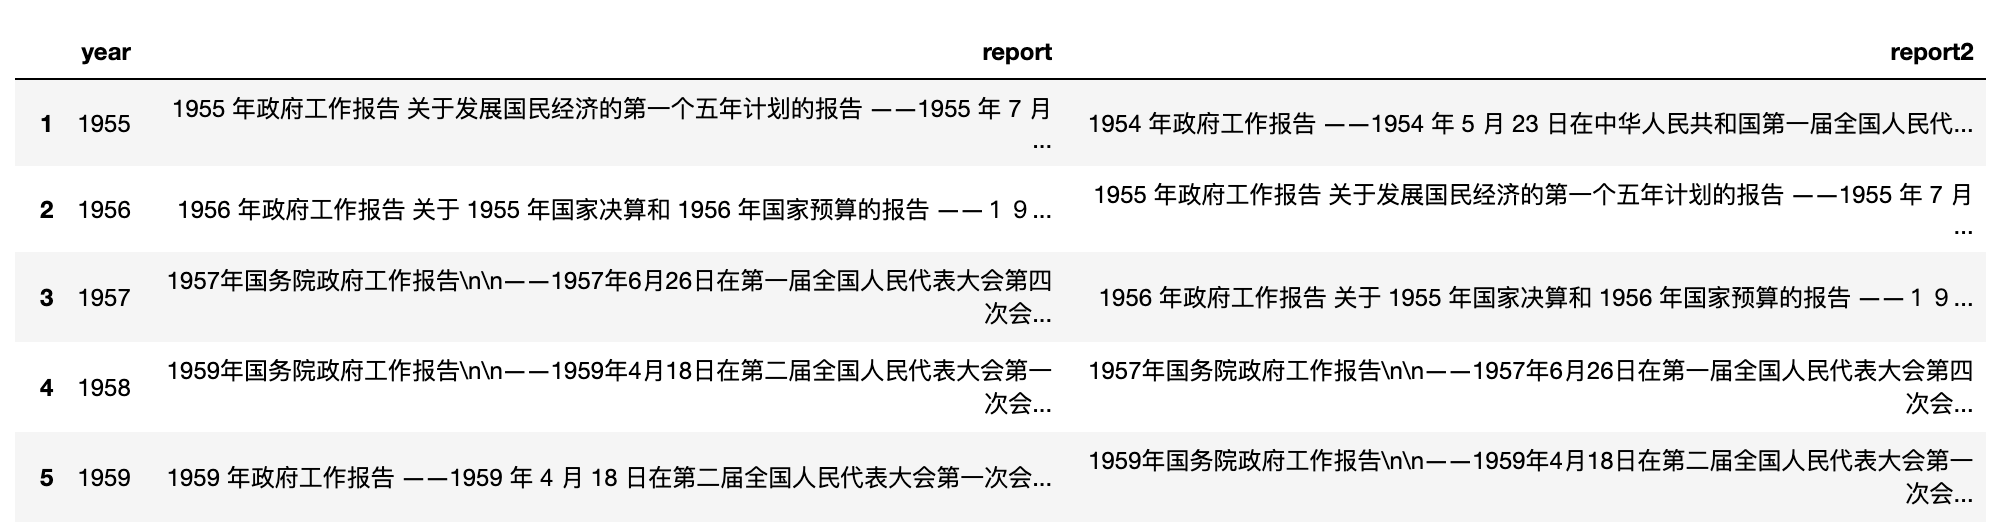 year report report2
1 1955 1955 年政府工作报告 关于发展国民经济的第一个五年计划的报告 ——1955 年 7 月
...
1954 年政府工作报告 ——1954 年 5 月 23 日在中华人民共和国第一届全国人民代...
2 1956 1956 年政府工作报告 关于 1955 年国家决算和 1956 年国家预算的报告 ——１９...
1955 年政府工作报告 关于发展国民经济的第一个五年计划的报告 ——1955 年 7 月
...
3 1957 1957年国务院政府工作报告\n\n——1957年6月26日在第一届全国人民代表大会第四
次会...
1956 年政府工作报告 关于 1955 年国家决算和 1956 年国家预算的报告 ——１９...
4 1958 1959年国务院政府工作报告\n\n——1959年4月18日在第二届全国人民代表大会第一
次会...
1957年国务院政府工作报告\n\n——1957年6月26日在第一届全国人民代表大会第四
次会...
5 1959 1959 年政府工作报告 ——1959 年 4 月 18 日在第二届全国人民代表大会第一次会...
1959年国务院政府工作报告\n\n——1959年4月18日在第二届全国人民代表大会第一
次会...